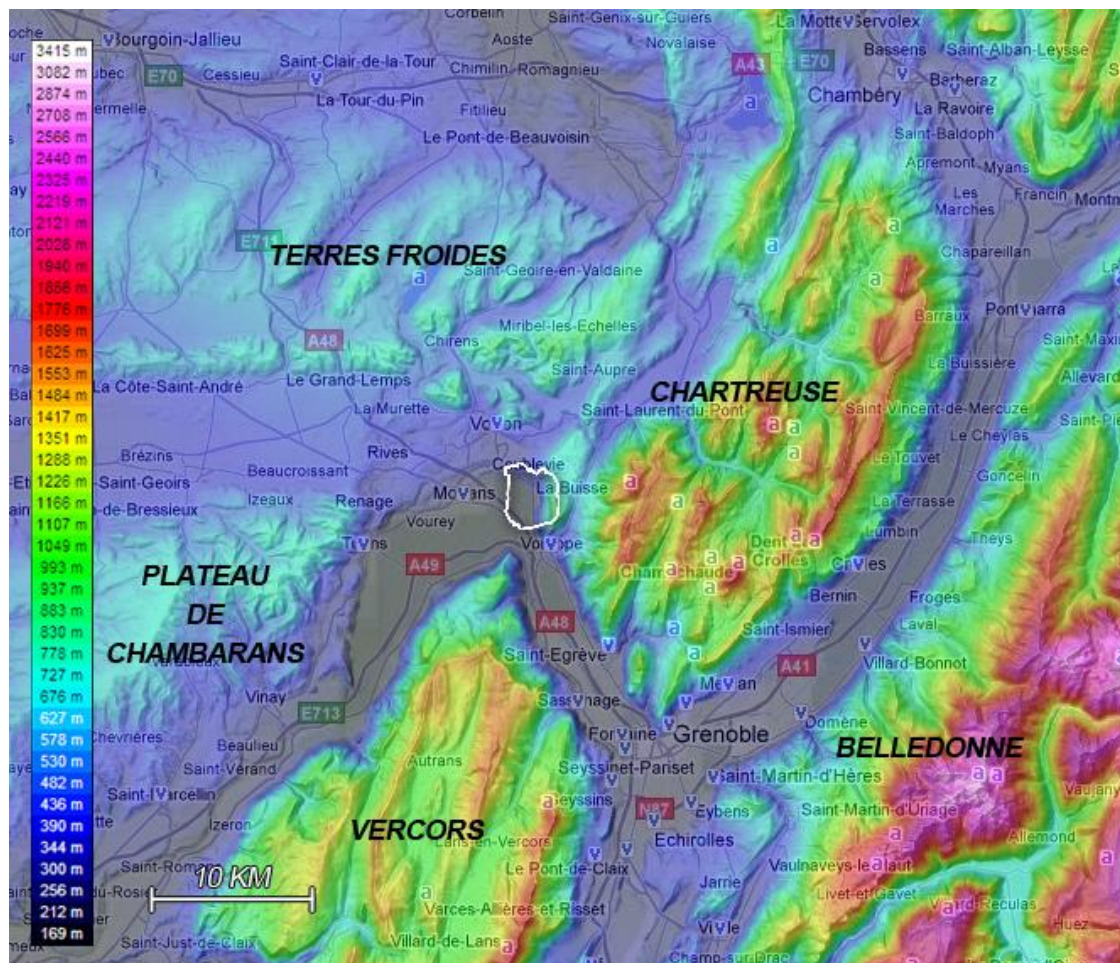 Corbelin
Saint-Genix-sur-Guiers
La Motte-Servolex
Bourgoin-Jallieu
Aoste
Novalaise
Bassens
Saint-Alban-Leysse
3415 m
Saint-Clair-de-la-Tour
A43
E70
3082 m
E70
Cessieu
Chimilin
Romagnieu
Barberaz
2874 m
Chambéry
2708 m
La Tour-du-Pin
Fitilieu
La Ravoire
2566 m
Le Pont-de-Beauvoisin
Saint-Baldoph
2440 m
Apremont
Myans
2325 m
Les
Marches
Francin
2219 m
2121 m
2026 m
TERRES FROIDES
Chapareillan
1940 m
Saint-Geoire-en-Valdaine
1856 m
1776 m
Pontcharra
1699 m
Miribel-les-Echelles
Barraux
1625 m
A48
Chirens
1553 m
Saint-Aupre
La Buissière
1484 m
La Côte-Saint-André
Le Grand-Lemps
CHARTREUSE
1417 m
La Murette
Saint-Laurent-du-Pont
Saint-Vincent-de-Mercuze
1351 m
Voiron
Le Cheylas
1288 m
Brézins
Rives
Le Touvet
1226 m
Beaucroissant
Coublevie
Goncelin
1166 m
Saint-Geoirs
Izeaux
Renage
Moirans
La Buisse
La Terrasse
1107 m
de-Bressieux
Vourey
Lumbin
1049 m
Tullins
Voreppe
Dent
Crolles
Theys
993 m
A49
Chamechaude
Crolles
937 m
PLATEAU
DE
CHAMBARANS
Bernin
Froges
883 m
A48
Saint-Ismier
Laval
830 m
Saint-Egrève
A41
Villard-Bonnot
778 m
727 m
Vinay
Sassenage
Meylan
676 m
E713
Fontaine
Grenoble
Domène
627 m
Chevrières
Beaulieu
BELLEDONNE
578 m
Saint-Vérand
Autrans
Seyssinet-Pariset
Saint-Martin-d'Hères
530 m
Saint-Marcellin
Seyssins
N87
Eybens
Saint-Martin-d'Uriage
482 m
Izeron
VERCORS
Echirolles
Allemond
436 m
Lans-en-Vercors
390 m
Le Pont-de-Claix
Vaulnaveys-le-Haut
344 m
10 KM
Jarrie
Livet-et-Gavet
300 m
Varces-Allières-et-Risset
Huez
256 m
Villard-de-Lans
212 m
Saint-Just-de-Claix
Champ-sur-Drac
169 m